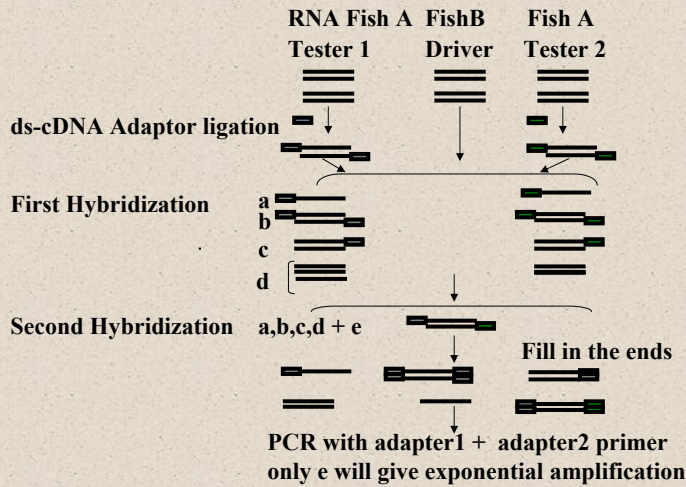 RNA Fish A FishB Fish A
Tester 1 Driver Tester 2
ds-cDNA Adaptor ligation
First Hybridization
a
b
c
d
Second Hybridization a,b,c,d + e
Fill in the ends
PCR with adapter1 + adapter2 primer
only e will give exponential amplification